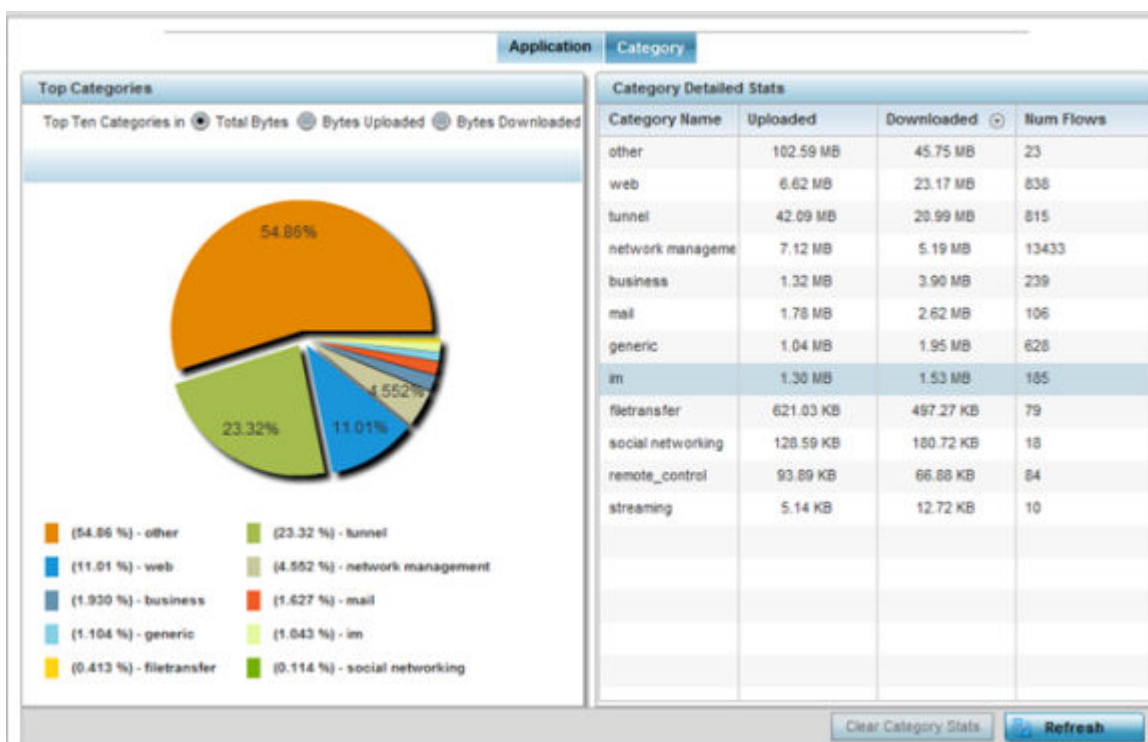 Application Category
Top Categories
Top Ten Categories in Total Bytes Bytes Uploaded Bytes Downloaded
54.86%
4.552%
23.32%
11.01%
(54.86 %) - other
(23.32 %) - tunnel
(11.01 %) - web
(4.552 %) - network management
(1.930 %) - business
(1.627 %) - mail
(1.104 %) - generic
(1.043 %) - im
(0.413 %) - filetransfer
(0.114 %) - social networking
Category Detailed Stats
Category Name Uploaded Downloaded Num Flows
other 102.59 MB 45.75 MB 23
web 6.62 MB 23.17 MB 838
tunnel 42.09 MB 20.99 MB 815
network manageme 7.12 MB 5.19 MB 13433
business 1.32 MB 3.90 MB 239
mail 1.78 MB 2.62 MB 106
generic 1.04 MB 1.95 MB 628
im 1.30 MB 1.53 MB 185
filetransfer 621.03 KB 497.27 KB 79
social networking 128.59 KB 180.72 KB 18
remote_control 93.89 KB 66.88 KB 84
streaming 5.14 KB 12.72 KB 10
Clear Category Stats Refresh